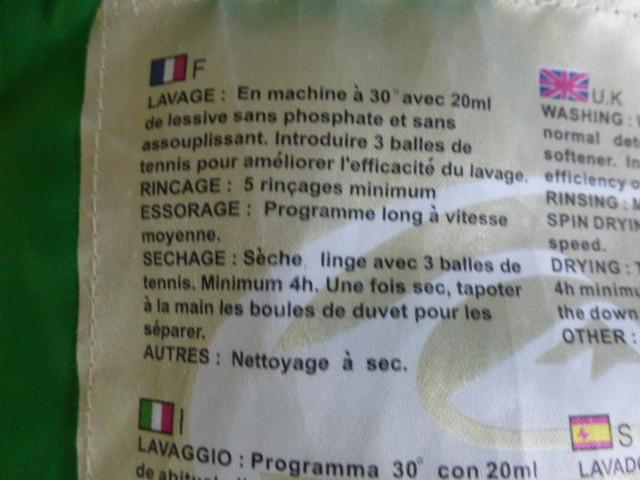 F
LAVAGE : En machine à 30° avec 20ml
de lessive sans phosphate et sans
assouplissant. Introduire 3 balles de
tennis pour améliorer l'efficacité du lavage.
RINCAGE : 5 rinçages minimum
ESSORAGE : Programme long à vitesse
moyenne.
SECHAGE : Sèche linge avec 3 balles de
tennis. Minimum 4h. Une fois sec, tapoter
à la main les boules de duvet pour les
séparer.
AUTRES : Nettoyage à sec.
U.K
WASHING :
normal
softener.
efficiency
RINSING :
SPIN
speed.
DRYING :
4h
the down
OTHER :
I
LAVAGGIO : Programma 30° con 20ml
S